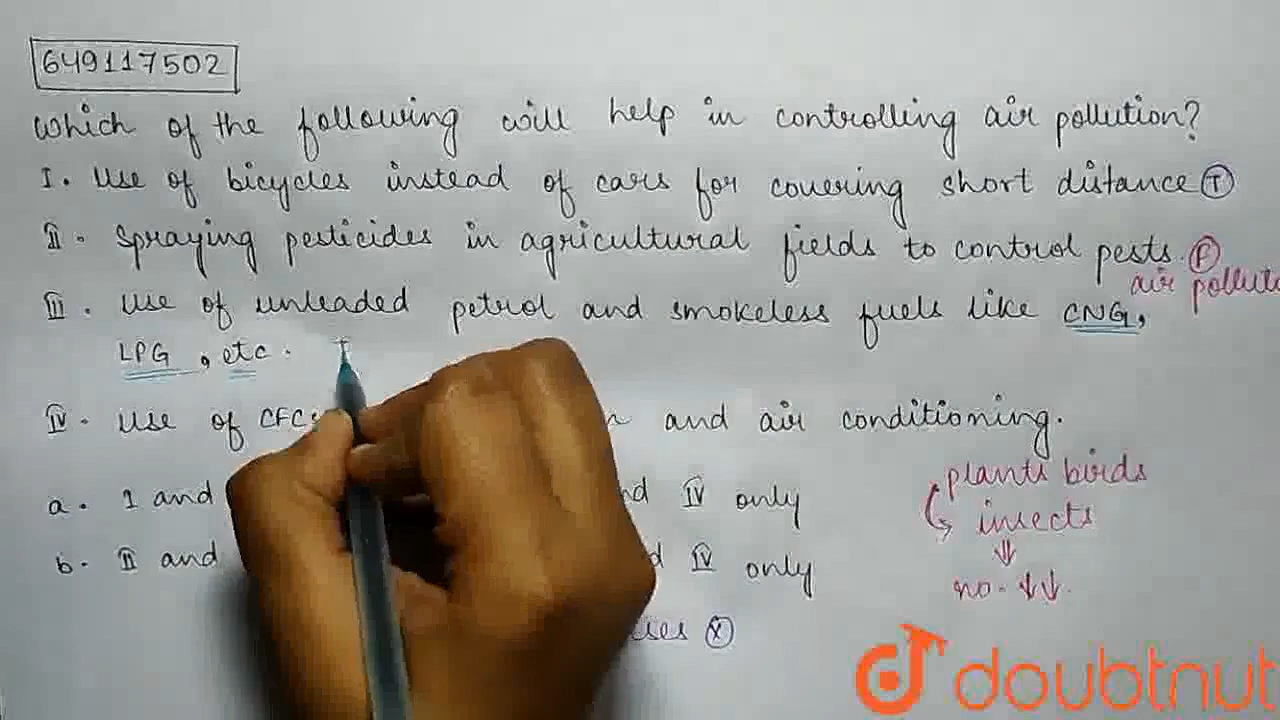 649117502
Which of the following will help in controlling air pollution?
I. Use of bicycles instead of cars for covering short distance T
II. Spraying pesticides in agricultural fields to control pests. F
air polluta
III. Use of unleaded petrol and smokeless fuels like CNG,
LPG, etc.
IV. Use of CFCs and air conditioning.
plants birds
a. I and IV only
insects
b. II and IV only
no. ↓↓
X
doubtnut